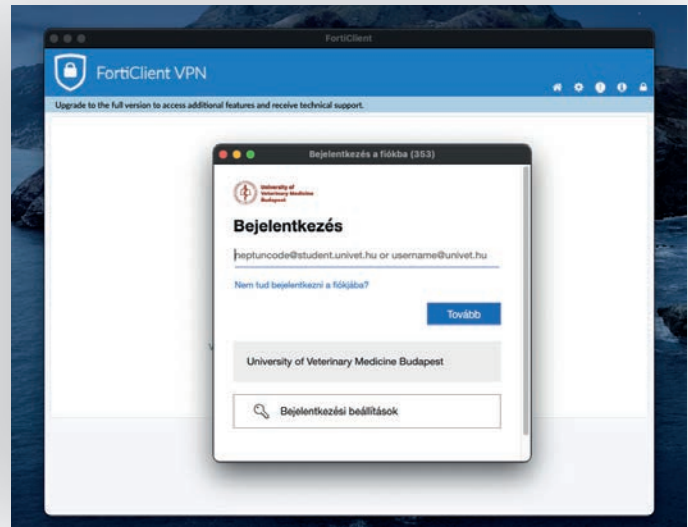 FortiClient
FortiClient VPN
Upgrade to the full version to access additional features and receive technical support.
Bejelentkezés a fiókba (353)
University of
Veterinary Medicine
Budapest
Bejelentkezés
neptuncode@student.univet.hu or username@univet.hu
Nem tud bejelentkezni a fiókjába?
Tovább
University of Veterinary Medicine Budapest
Bejelentkezési beállítások